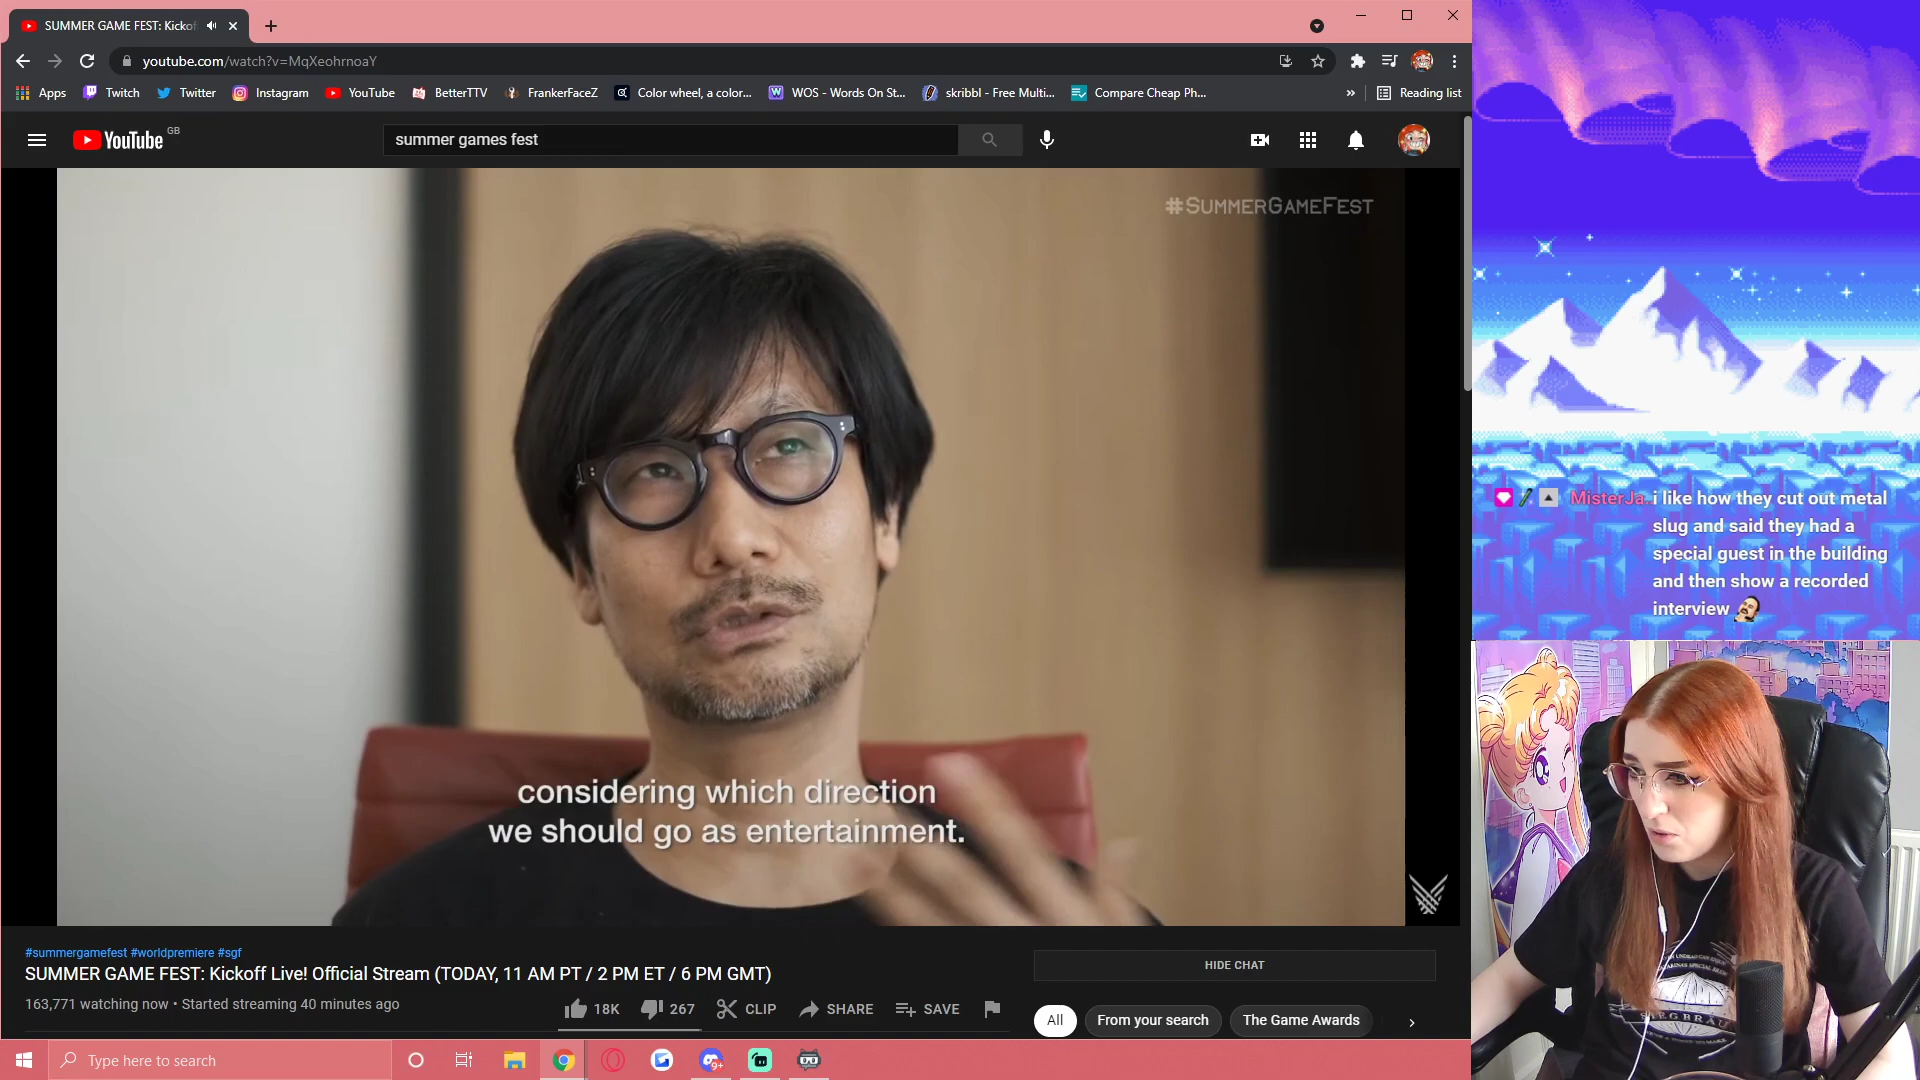 SUMMER GAME FEST: Kickof
youtube.com/watch?v=MqXeohrnoaY
Apps Twitch Twitter Instagram YouTube BetterTTV FrankerFaceZ Color wheel, a color... WOS - Words On St... skribbl - Free Multi... Compare Cheap Ph... » Reading list
YouTube GB
summer games fest
#SUMMERGAMEFEST
considering which direction
we should go as entertainment.
MisterJa.. i like how they cut out metal
slug and said they had a
special guest in the building
and then show a recorded
interview
#summergamefest #worldpremiere #sgf
SUMMER GAME FEST: Kickoff Live! Official Stream (TODAY, 11 AM PT / 2 PM ET / 6 PM GMT)
163,771 watching now • Started streaming 40 minutes ago
18K 267 CLIP SHARE SAVE
HIDE CHAT
All From your search The Game Awards
Type here to search
9+